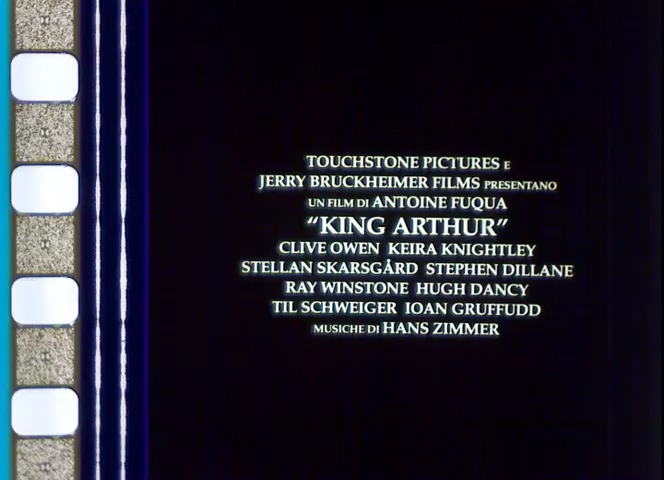 TOUCHSTONE PICTURES E
JERRY BRUCKHEIMER FILMS PRESENTANO
UN FILM DI ANTOINE FUQUA
“KING ARTHUR”
CLIVE OWEN KEIRA KNIGHTLEY
STELLAN SKARSGÅRD STEPHEN DILLANE
RAY WINSTONE HUGH DANCY
TIL SCHWEIGER IOAN GRUFFUDD
MUSICHE DI HANS ZIMMER